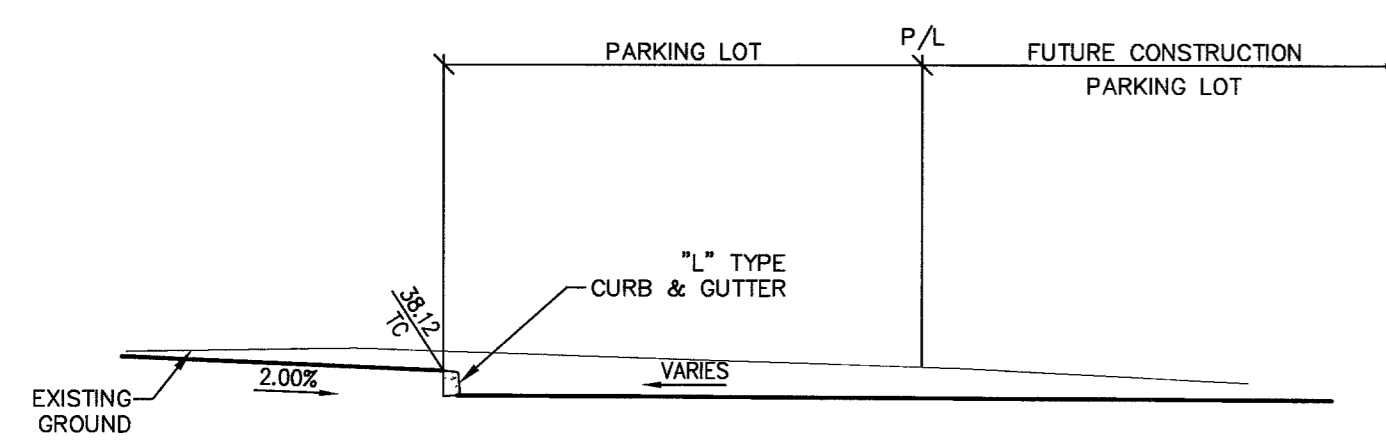 PARKING LOT
P/L
FUTURE CONSTRUCTION
PARKING LOT
"L" TYPE
CURB & GUTTER
38.12
TC
2.00%
VARIES
EXISTING
GROUND